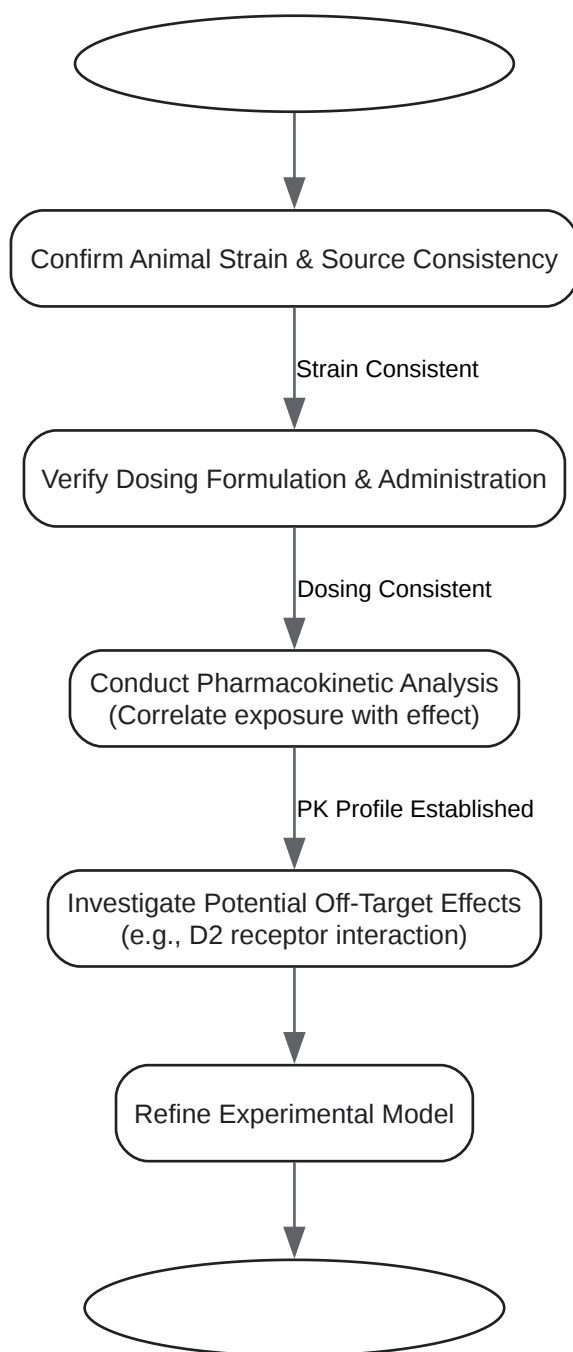 Confirm Animal Strain & Source Consistency
Strain Consistent
Verify Dosing Formulation & Administration
Dosing Consistent
Conduct Pharmacokinetic Analysis
(Correlate exposure with effect)
PK Profile Established
Investigate Potential Off-Target Effects
(e.g., D2 receptor interaction)
Refine Experimental Model